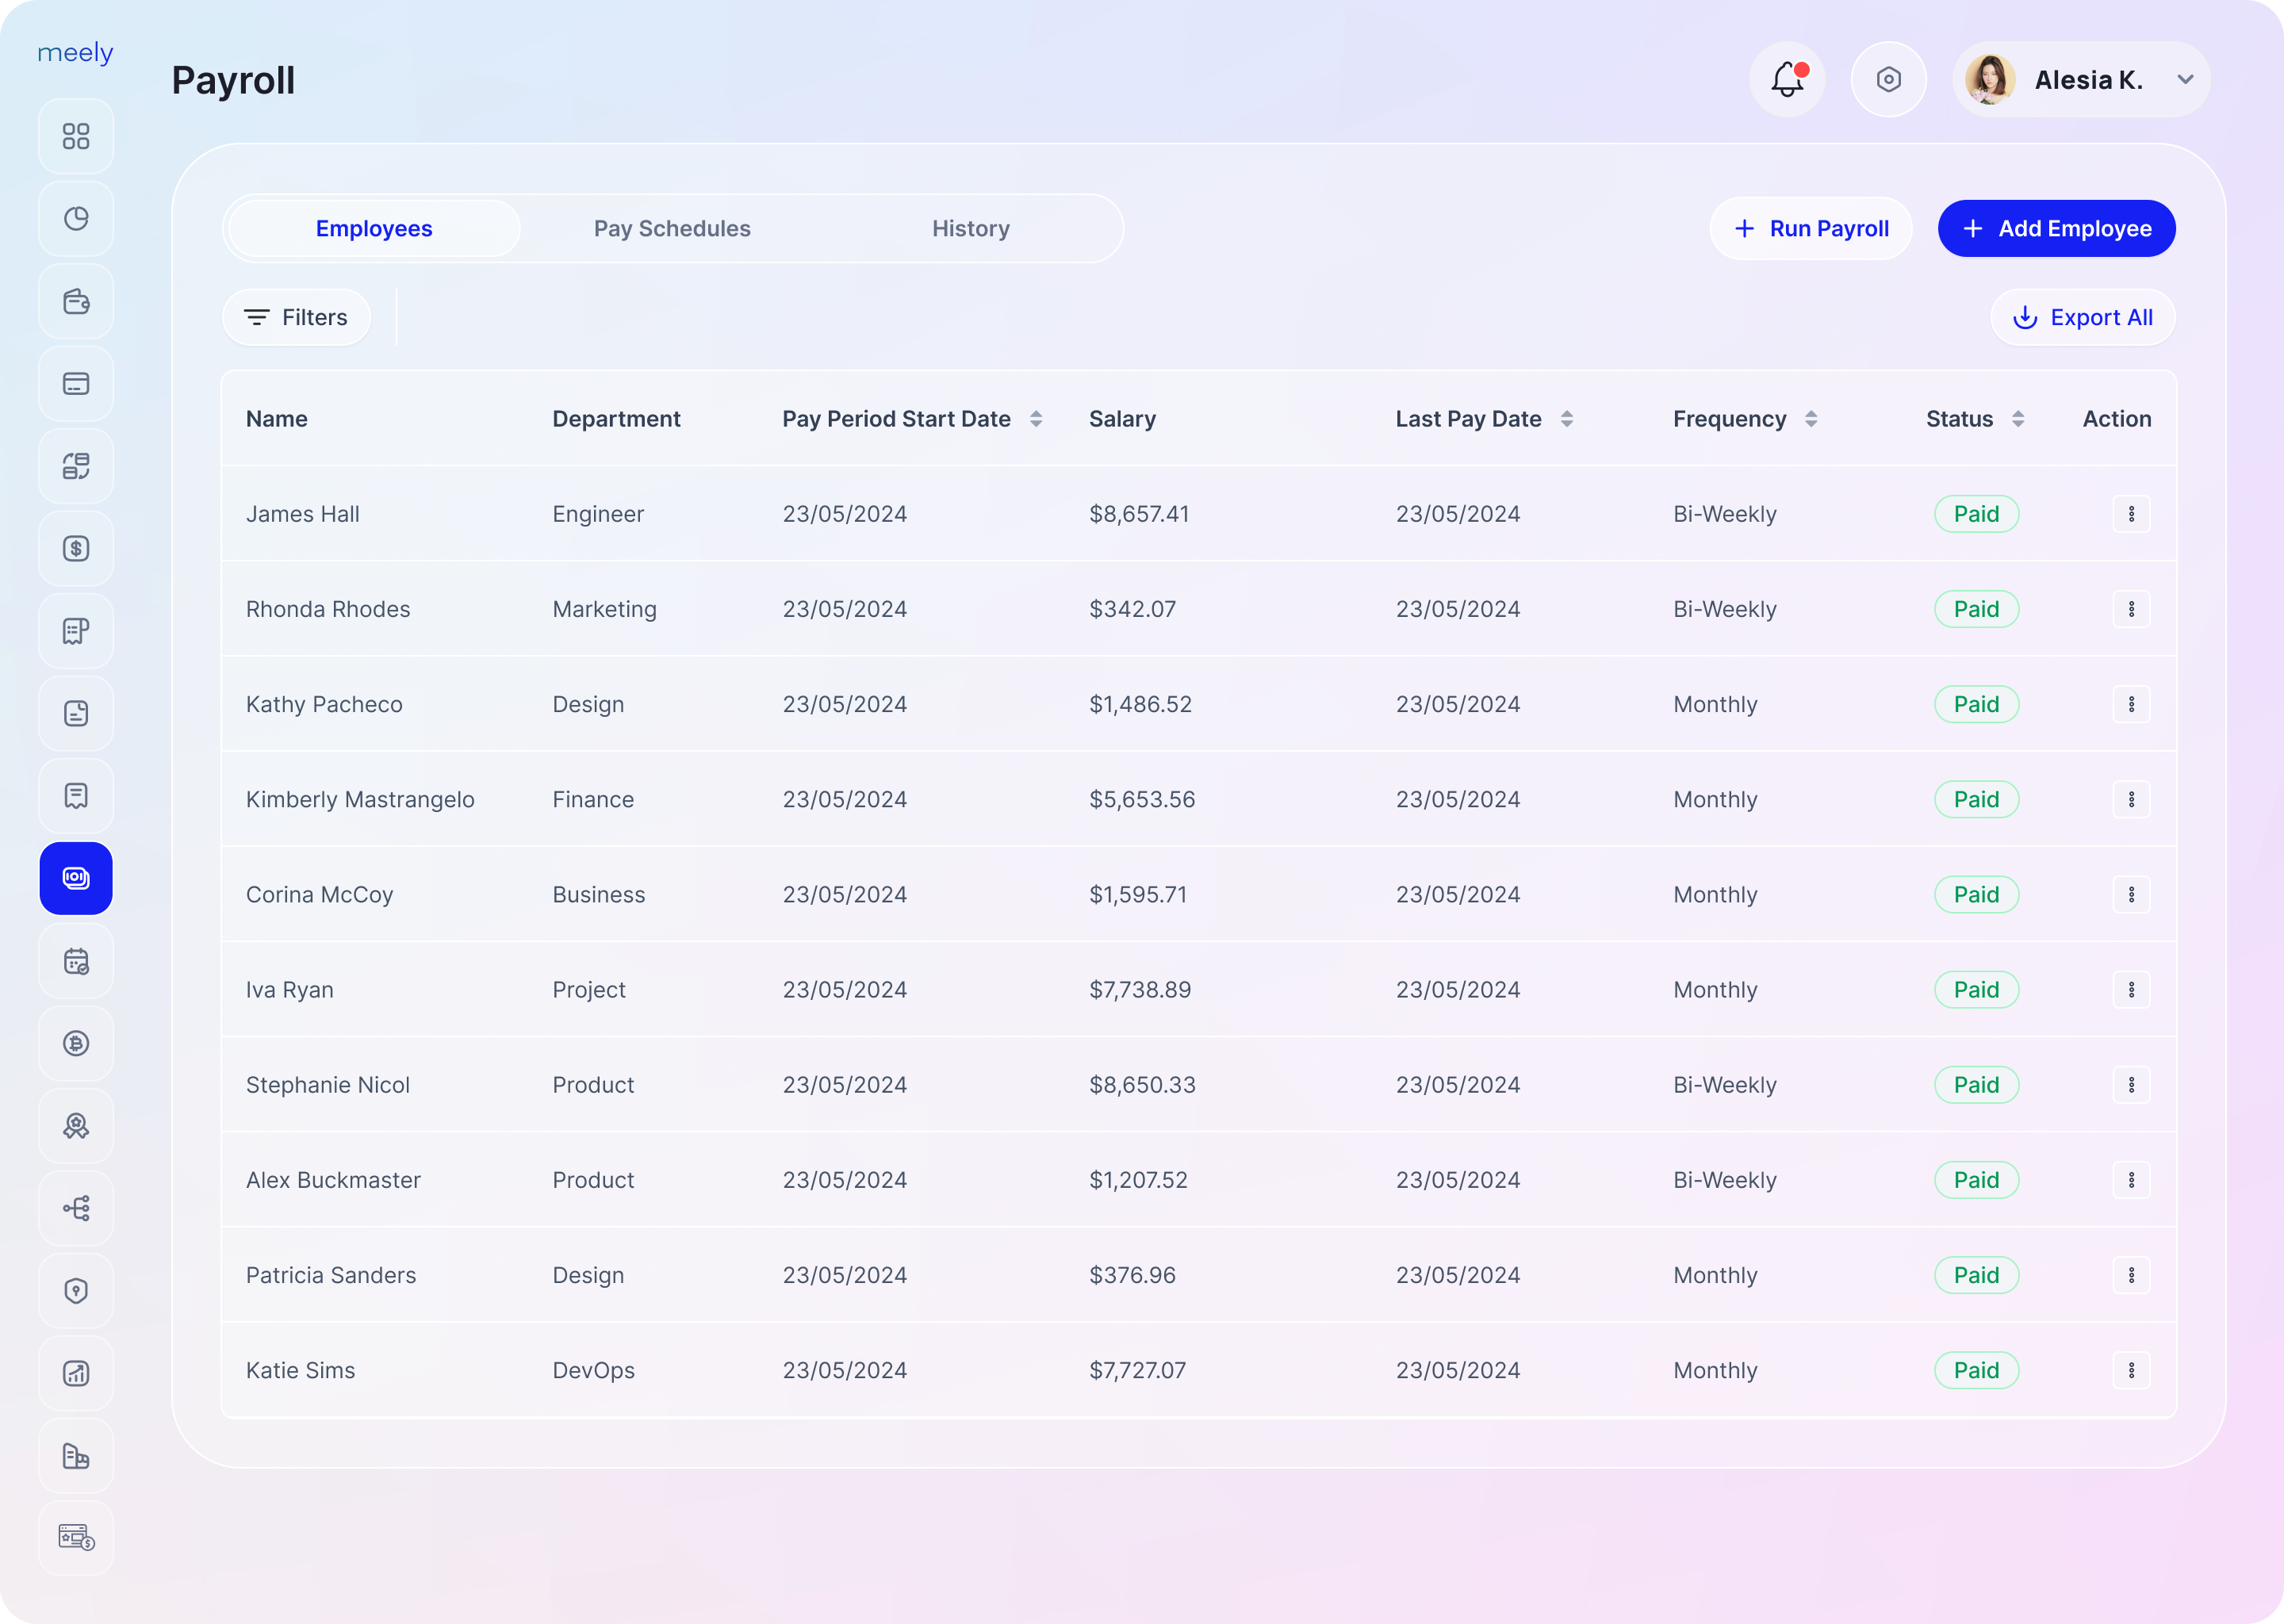 meely
Payroll
Alesia K.
Employees Pay Schedules History
Run Payroll Add Employee
Filters Export All
Name Department Pay Period Start Date Salary Last Pay Date Frequency Status Action
James Hall Engineer 23/05/2024 $8,657.41 23/05/2024 Bi-Weekly Paid
Rhonda Rhodes Marketing 23/05/2024 $342.07 23/05/2024 Bi-Weekly Paid
Kathy Pacheco Design 23/05/2024 $1,486.52 23/05/2024 Monthly Paid
Kimberly Mastrangelo Finance 23/05/2024 $5,653.56 23/05/2024 Monthly Paid
Corina McCoy Business 23/05/2024 $1,595.71 23/05/2024 Monthly Paid
Iva Ryan Project 23/05/2024 $7,738.89 23/05/2024 Monthly Paid
Stephanie Nicol Product 23/05/2024 $8,650.33 23/05/2024 Bi-Weekly Paid
Alex Buckmaster Product 23/05/2024 $1,207.52 23/05/2024 Bi-Weekly Paid
Patricia Sanders Design 23/05/2024 $376.96 23/05/2024 Monthly Paid
Katie Sims DevOps 23/05/2024 $7,727.07 23/05/2024 Monthly Paid